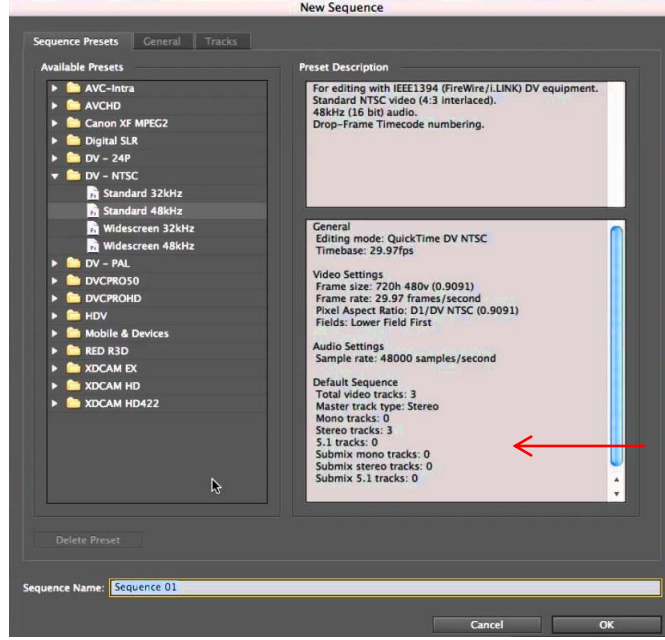 New Sequence
Sequence Presets General Tracks
Available Presets
AVC-Intra
AVCHD
Canon XF MPEG2
Digital SLR
DV - 24P
DV - NTSC
Standard 32kHz
Standard 48kHz
Widescreen 32kHz
Widescreen 48kHz
DV - PAL
DVCPRO50
DVCPROHD
HDV
Mobile & Devices
RED R3D
XDCAM EX
XDCAM HD
XDCAM HD422
Preset Description
For editing with IEEE1394 (FireWire/i.LINK) DV equipment.
Standard NTSC video (4:3 interlaced).
48kHz (16 bit) audio.
Drop-Frame Timecode numbering.
General
Editing mode: QuickTime DV NTSC
Timebase: 29.97fps
Video Settings
Frame size: 720h 480v (0.9091)
Frame rate: 29.97 frames/second
Pixel Aspect Ratio: D1/DV NTSC (0.9091)
Fields: Lower Field First
Audio Settings
Sample rate: 48000 samples/second
Default Sequence
Total video tracks: 3
Master track type: Stereo
Mono tracks: 0
Stereo tracks: 3
5.1 tracks: 0
Submix mono tracks: 0
Submix stereo tracks: 0
Submix 5.1 tracks: 0
Delete Preset
Sequence Name: Sequence 01
Cancel OK